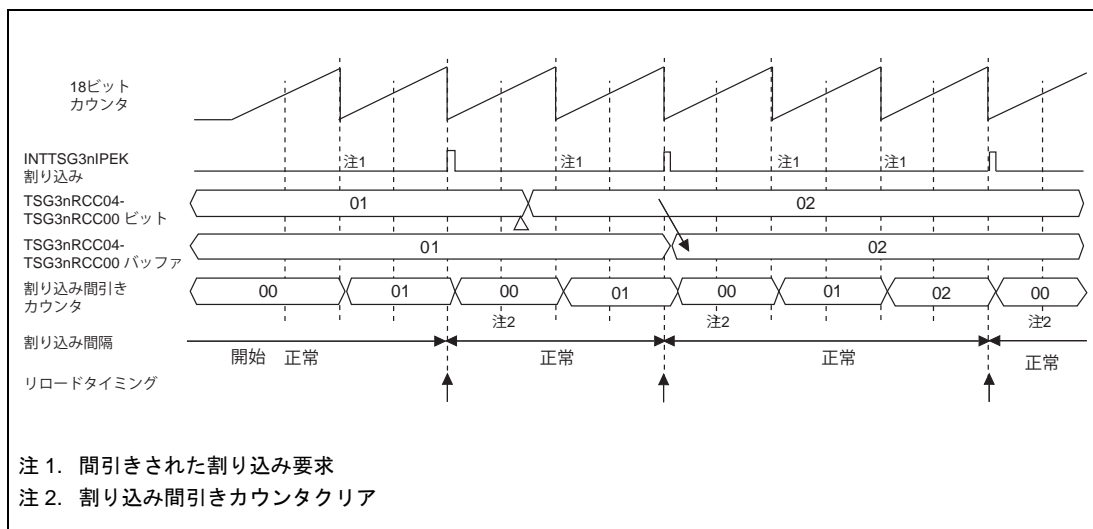 18ビット
カウンタ
INTTSG3nIPEK
割り込み
注1 注1 注1 注1
TSG3nRCC04-
TSG3nRCC00 ビット
01 02
TSG3nRCC04-
TSG3nRCC00 バッファ
01 02
割り込み間引き
カウンタ
00 01 00 01 00 01 02 00
注2 注2 注2
割り込み間隔
開始 正常 正常 正常 正常
リロードタイミング
注 1. 間引きされた割り込み要求
注 2. 割り込み間引きカウンタクリア